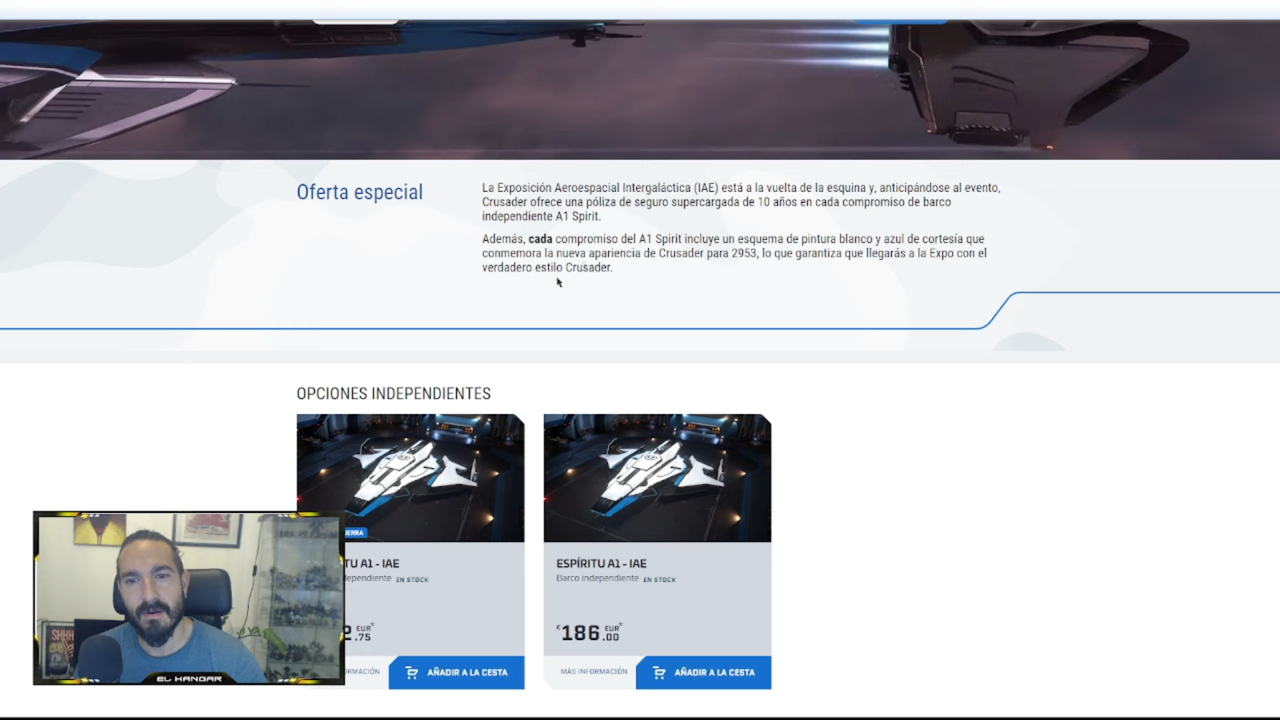 Oferta especial
La Exposición Aeroespacial Intergaláctica (IAE) está a la vuelta de la esquina y, anticipándose al evento,
Crusader ofrece una póliza de seguro supercargada de 10 años en cada compromiso de barco
independiente A1 Spirit.
Además, cada compromiso del A1 Spirit incluye un esquema de pintura blanco y azul de cortesía que
conmemora la nueva apariencia de Crusader para 2953, lo que garantiza que llegarás a la Expo con el
verdadero estilo Crusader.
OPCIONES INDEPENDIENTES
TU A1 - IAE
EN STOCK
2.75 EUR*
AÑADIR A LA CESTA
ESPÍRITU A1 - IAE
Barco independiente EN STOCK
€186.00 EUR*
MÁS INFORMACIÓN
AÑADIR A LA CESTA
SHHH
EL HANGAR